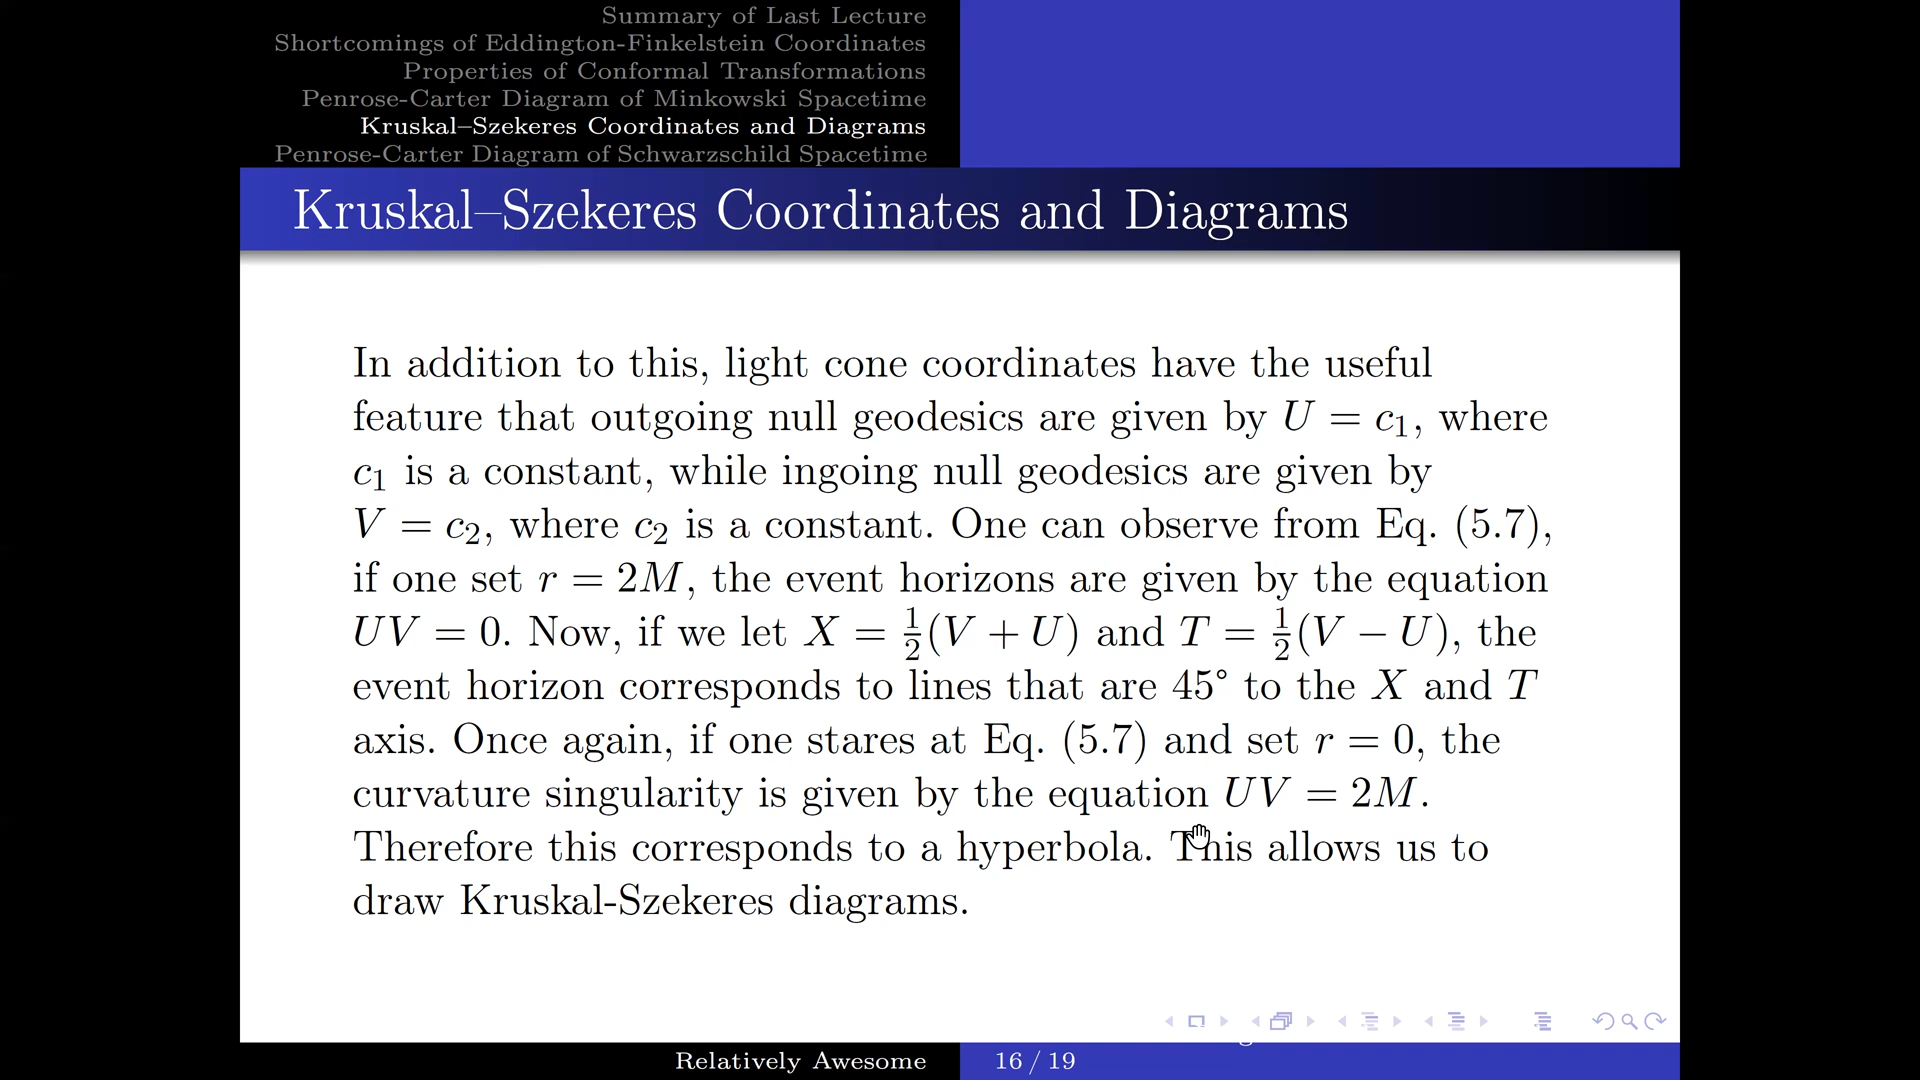 Summary of Last Lecture
Shortcomings of Eddington-Finkelstein Coordinates
Properties of Conformal Transformations
Penrose-Carter Diagram of Minkowski Spacetime
Kruskal–Szekeres Coordinates and Diagrams
Penrose-Carter Diagram of Schwarzschild Spacetime
Kruskal–Szekeres Coordinates and Diagrams
In addition to this, light cone coordinates have the useful
feature that outgoing null geodesics are given by U = c₁, where
c₁ is a constant, while ingoing null geodesics are given by
V = c₂, where c₂ is a constant. One can observe from Eq. (5.7),
if one set r = 2M, the event horizons are given by the equation
UV = 0. Now, if we let X = ½(V + U) and T = ½(V − U), the
event horizon corresponds to lines that are 45° to the X and T
axis. Once again, if one stares at Eq. (5.7) and set r = 0, the
curvature singularity is given by the equation UV = 2M.
Therefore this corresponds to a hyperbola. This allows us to
draw Kruskal-Szekeres diagrams.
Relatively Awesome
16 / 19